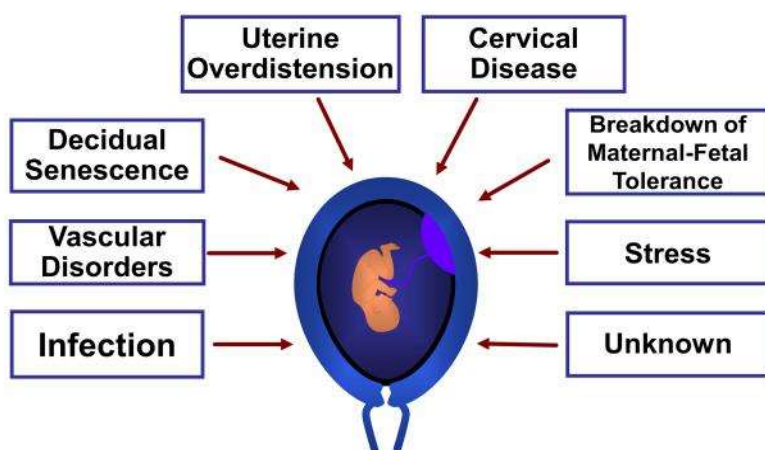 Uterine
Overdistension
Cervical
Disease
Decidual
Senescence
Breakdown of
Maternal-Fetal
Tolerance
Vascular
Disorders
Stress
Infection
Unknown